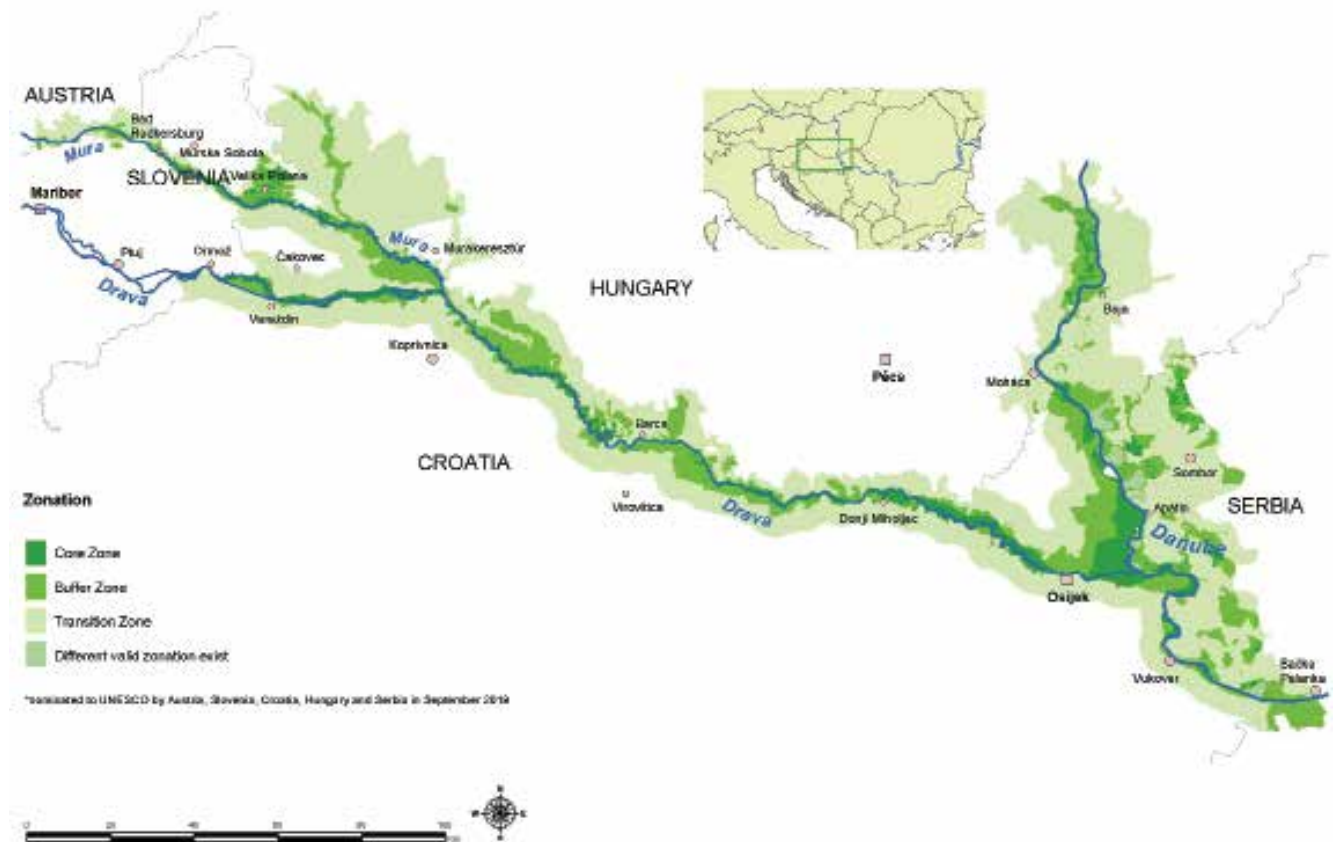 AUSTRIA
Bad
Radkersburg
Mura
Murska Sobota
SLOVENIA
Velika Polana
Maribor
Ptuj
Ormož
Čakovec
Mura
Murakeresztúr
Drava
Varaždin
HUNGARY
Baja
Koprivnica
Pécs
Mohács
Barcs
CROATIA
Sombor
Virovitica
Drava
Donji Miholjac
Apatin
SERBIA
Danube
Osijek
Vukovar
Bačka
Palanka
Zonation
Core Zone
Buffer Zone
Transition Zone
Different valid zonation exist
*nominated to UNESCO by Austria, Slovenia, Croatia, Hungary and Serbia in September 2019
N
W
E
S